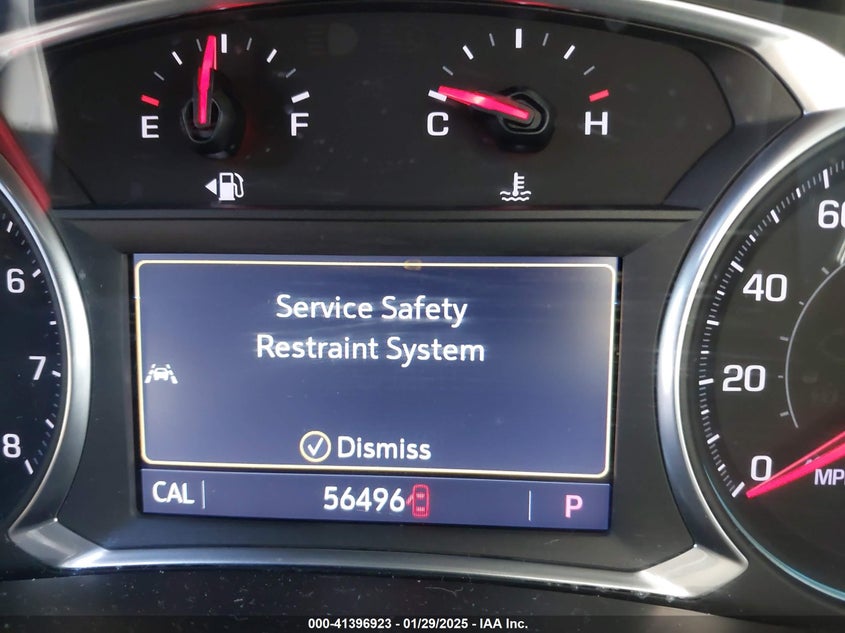 E F
C H
Service Safety
Restraint System
Dismiss
CAL 56496 P
6
7
8
60
40
20
0
000-41396923 - 01/29/2025 - IAA Inc.